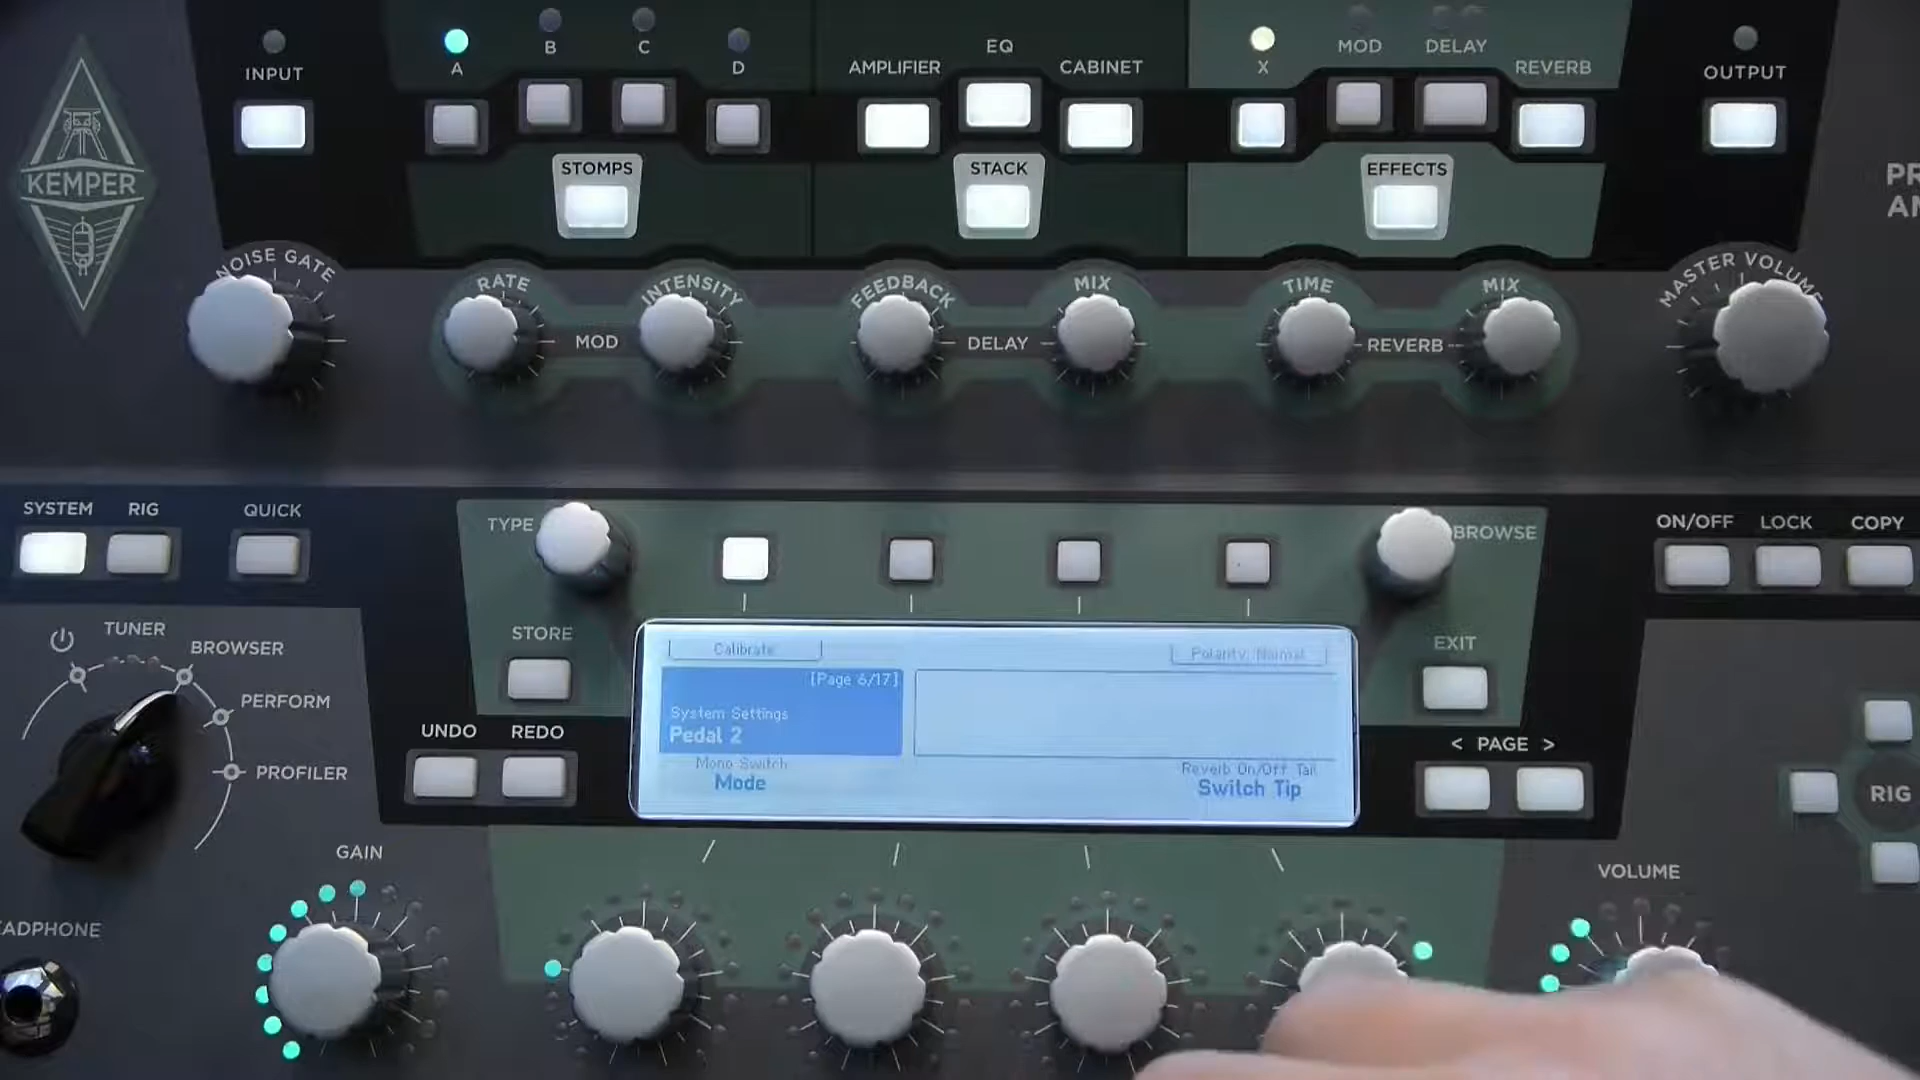 INPUT
A
B
C
D
AMPLIFIER
EQ
CABINET
X
MOD
DELAY
REVERB
OUTPUT
KEMPER
STOMPS
STACK
EFFECTS
PR
AM
NOISE GATE
RATE
MOD
INTENSITY
FEEDBACK
DELAY
MIX
TIME
REVERB
MIX
MASTER VOLUME
SYSTEM
RIG
QUICK
TYPE
BROWSE
ON/OFF
LOCK
COPY
TUNER
BROWSER
PERFORM
PROFILER
STORE
UNDO
REDO
Calibrate
Polarity: Normal
[Page 6/17]
System Settings
Pedal 2
Mono Switch
Mode
Reverb On/Off Tail
Switch Tip
EXIT
< PAGE >
RIG
GAIN
VOLUME
EADPHONE